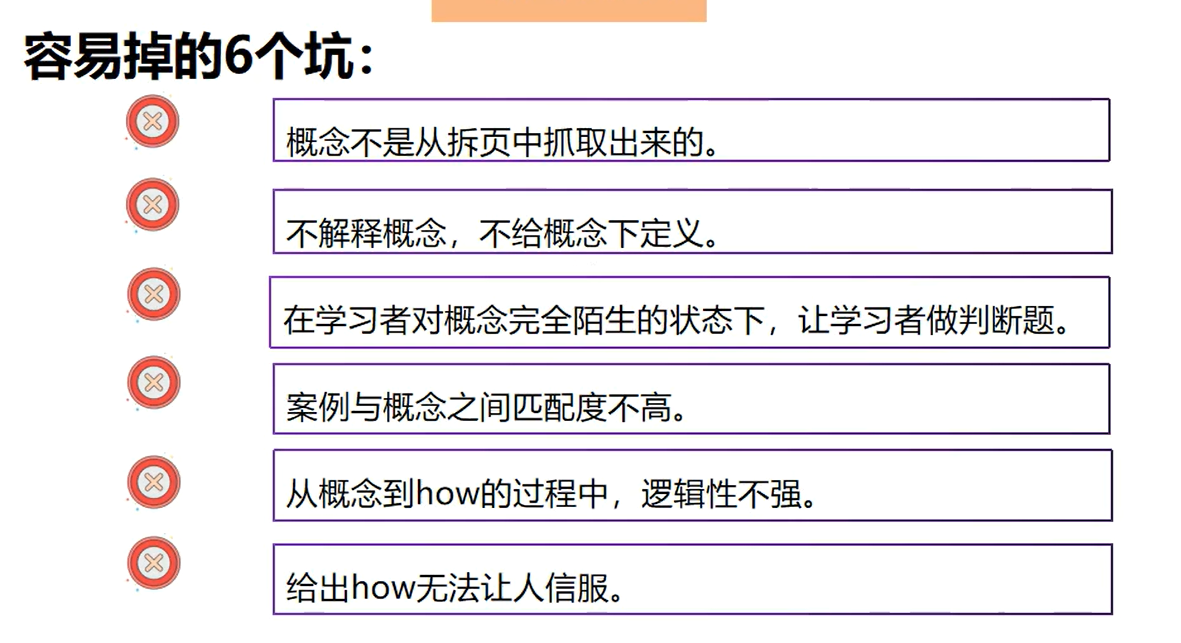 容易掉的6个坑：
概念不是从拆页中抓取出来的。
不解释概念，不给概念下定义。
在学习者对概念完全陌生的状态下，让学习者做判断题。
案例与概念之间匹配度不高。
从概念到how的过程中，逻辑性不强。
给出how无法让人信服。